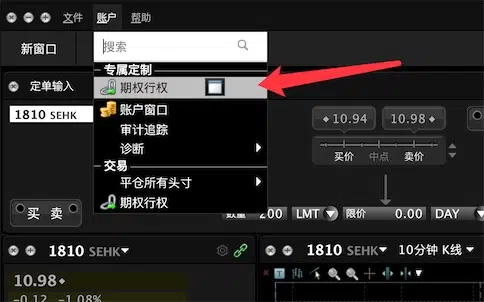 文件 账户 帮助
新窗口
搜索
专属定制
定单输入
期权行权
1810 SEHK
账户窗口
审计追踪
诊断
交易
平仓所有头寸
期权行权
10.94 10.98
买价 中点 卖价
买 卖
数量 200 LMT 限价 0.00 DAY
1810 SEHK
1810 SEHK 10分钟 K线
10.98
-0.12 -1.08%